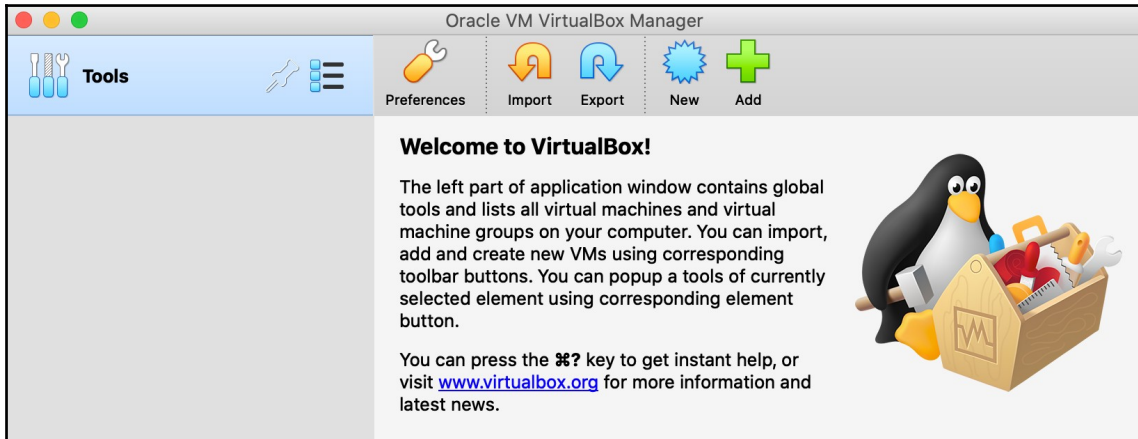 Oracle VM VirtualBox Manager
Tools
Preferences
Import
Export
New
Add
Welcome to VirtualBox!
The left part of application window contains global
tools and lists all virtual machines and virtual
machine groups on your computer. You can import,
add and create new VMs using corresponding
toolbar buttons. You can popup a tools of currently
selected element using corresponding element
button.
You can press the ⌘? key to get instant help, or
visit www.virtualbox.org for more information and
latest news.